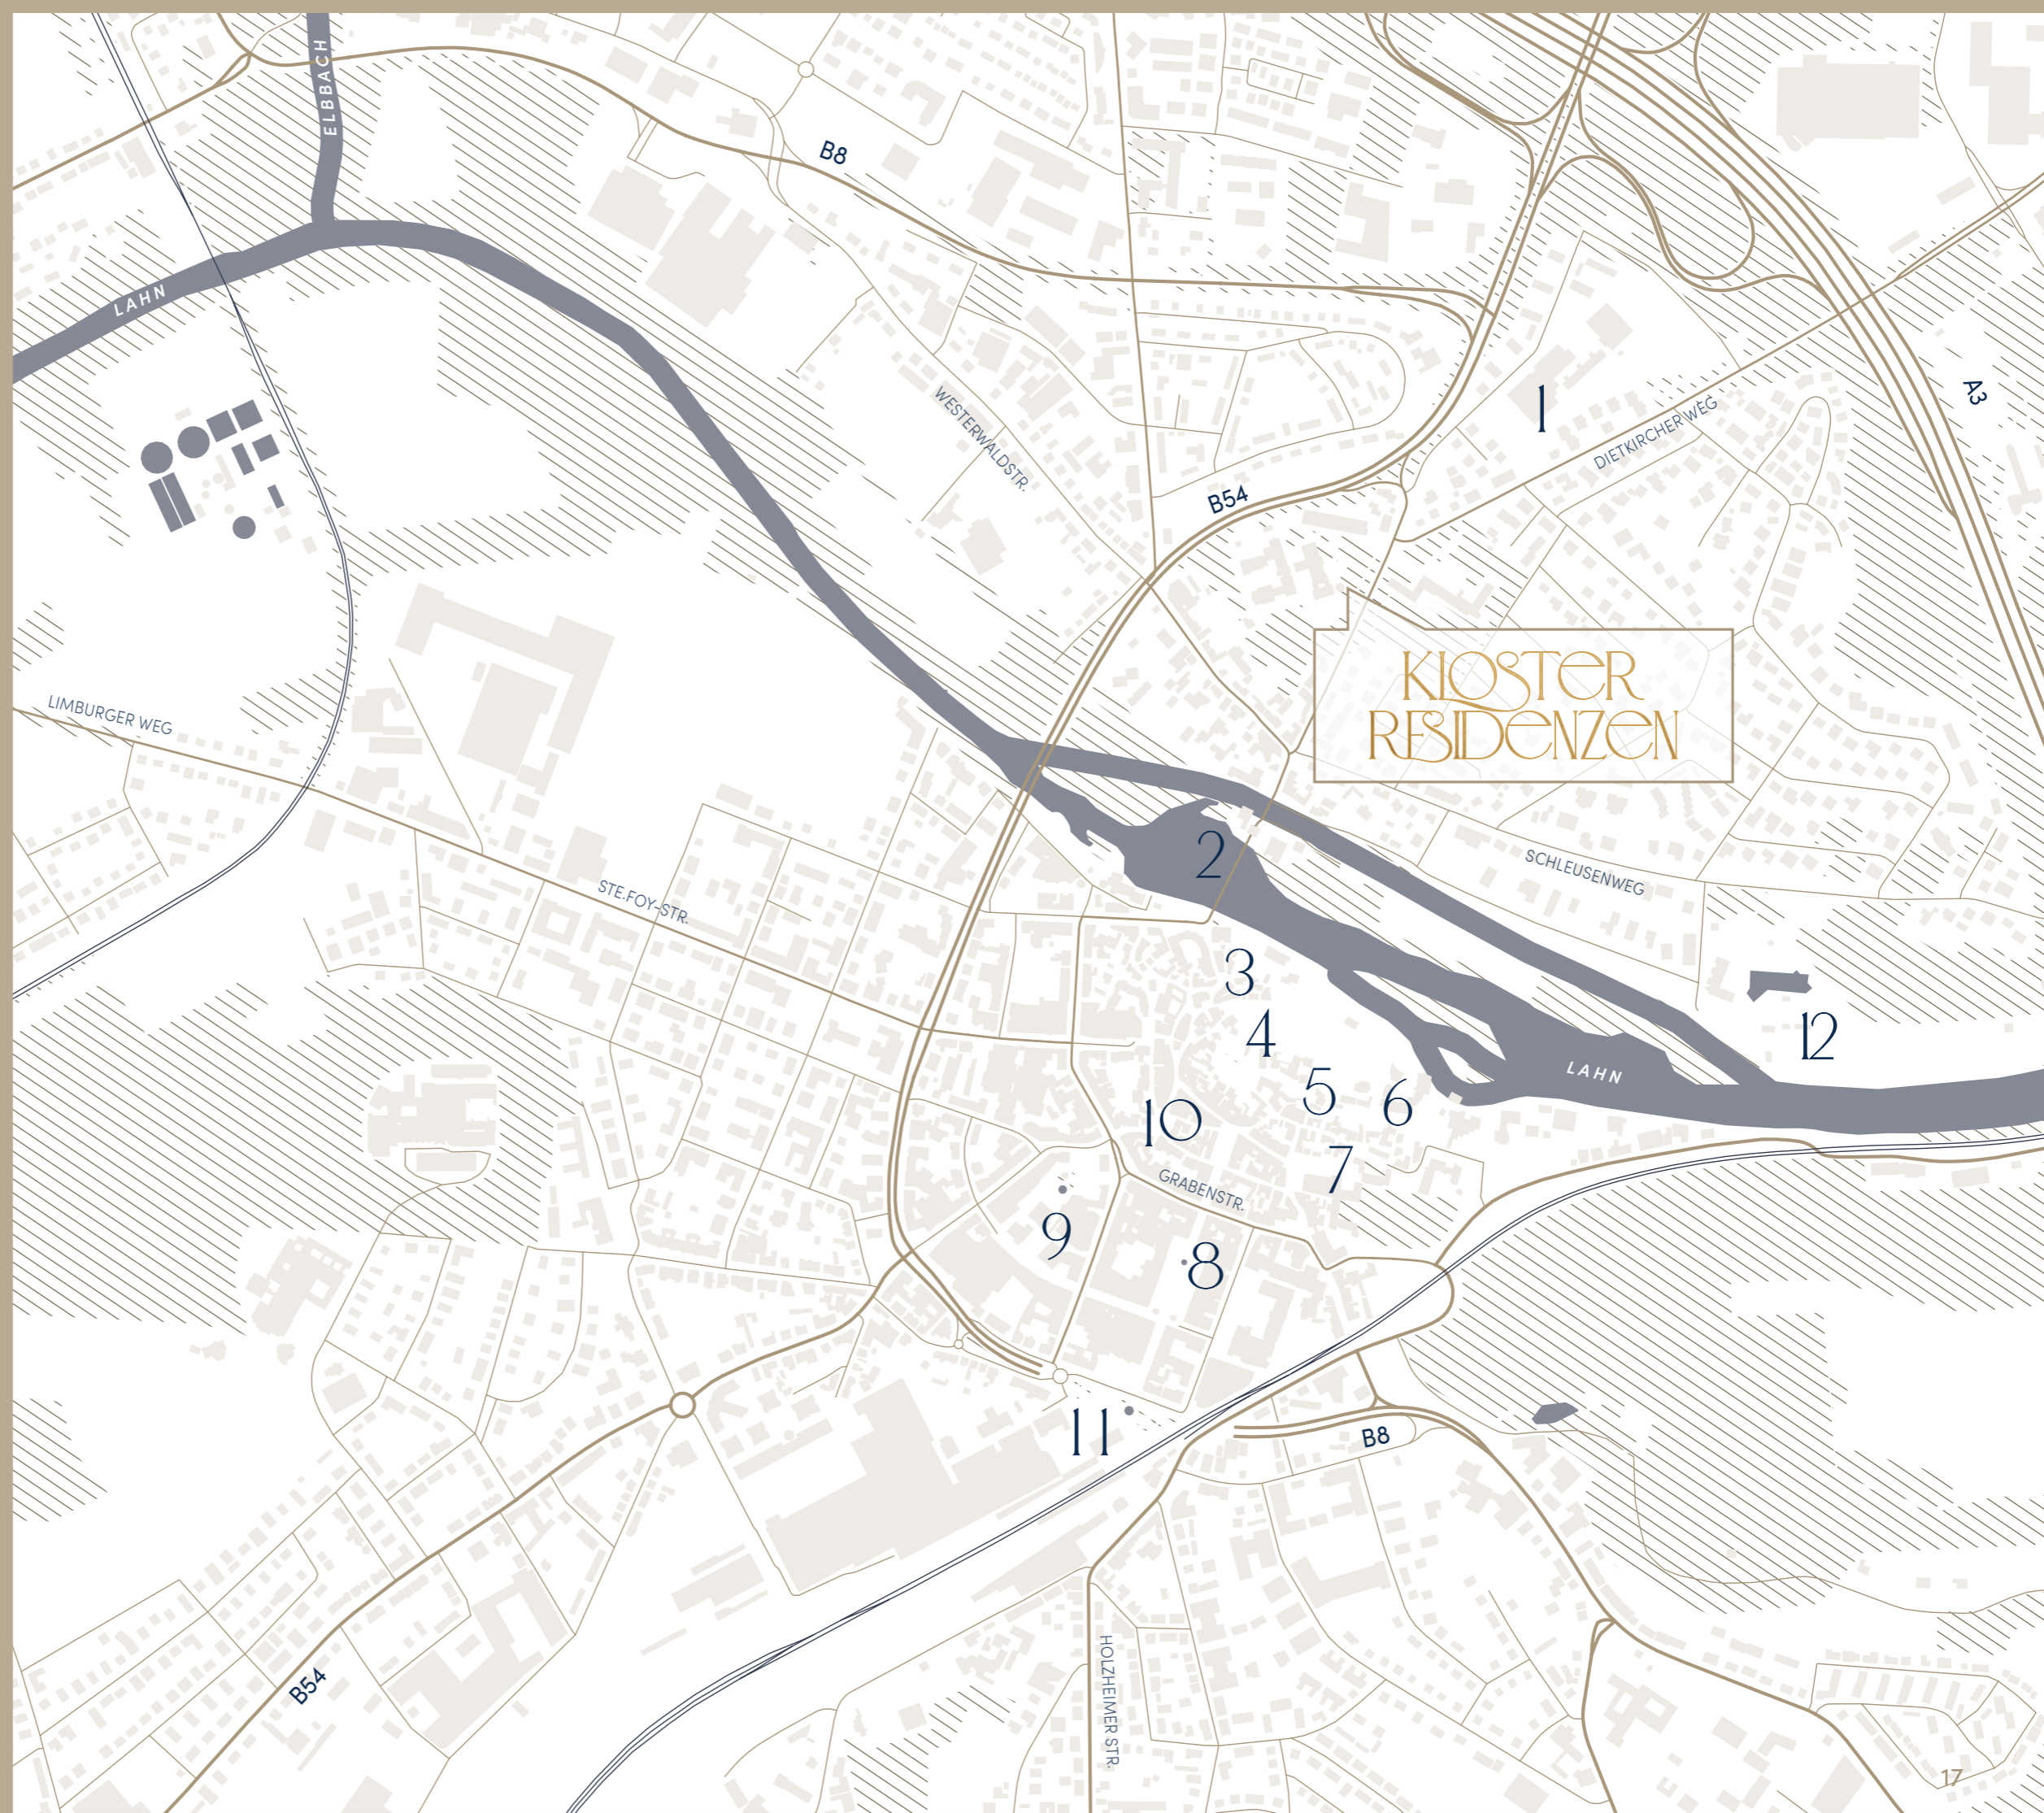 ELBBACH
B8
LAHN
A3
WESTERWALDSTR.
1
DIETKIRCHER WEG
B54
KLOSTER
RESIDENZEN
LIMBURGER WEG
2
SCHLEUSENWEG
STE.FOY-STR.
3
4
12
LAHN
5
6
10
7
GRABENSTR.
9
8
11
B8
B54
HOLZHEIMER STR.
17